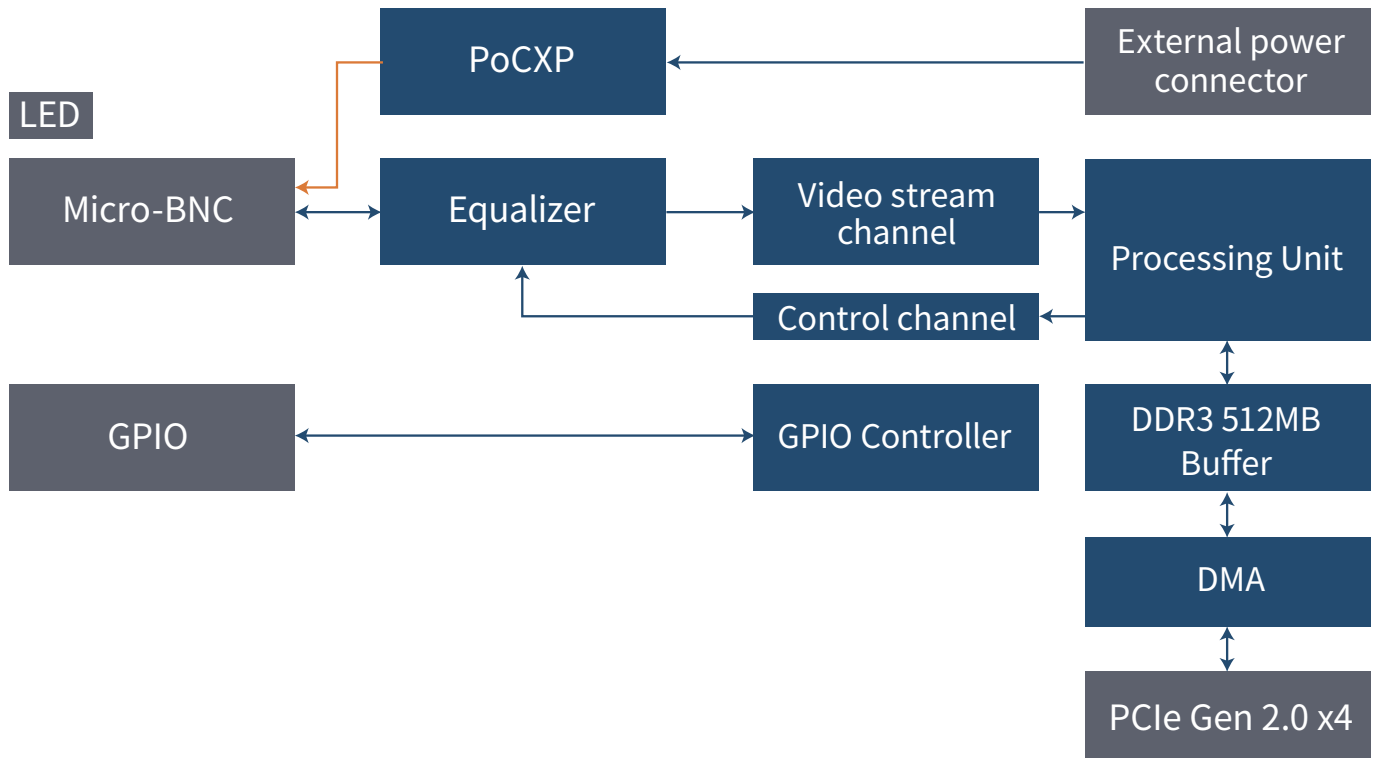 PoCXP
External power
connector
LED
Micro-BNC
Equalizer
Video stream
channel
Processing Unit
Control channel
GPIO
GPIO Controller
DDR3 512MB
Buffer
DMA
PCIe Gen 2.0 x4